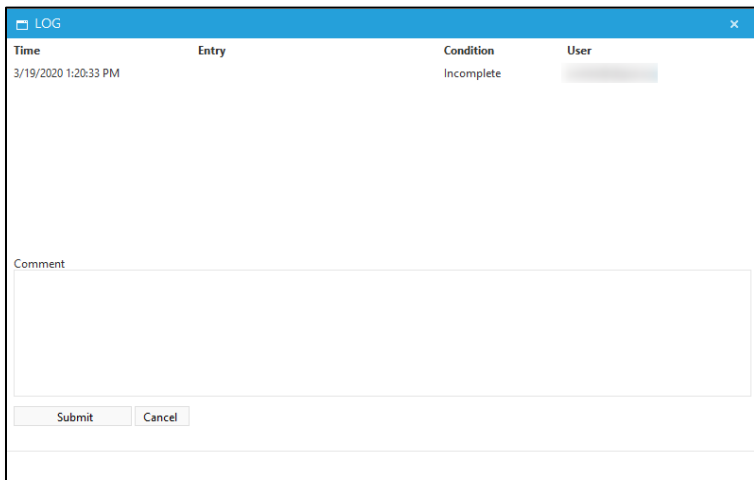 LOG
Time Entry Condition User
3/19/2020 1:20:33 PM Incomplete
Comment
Submit Cancel